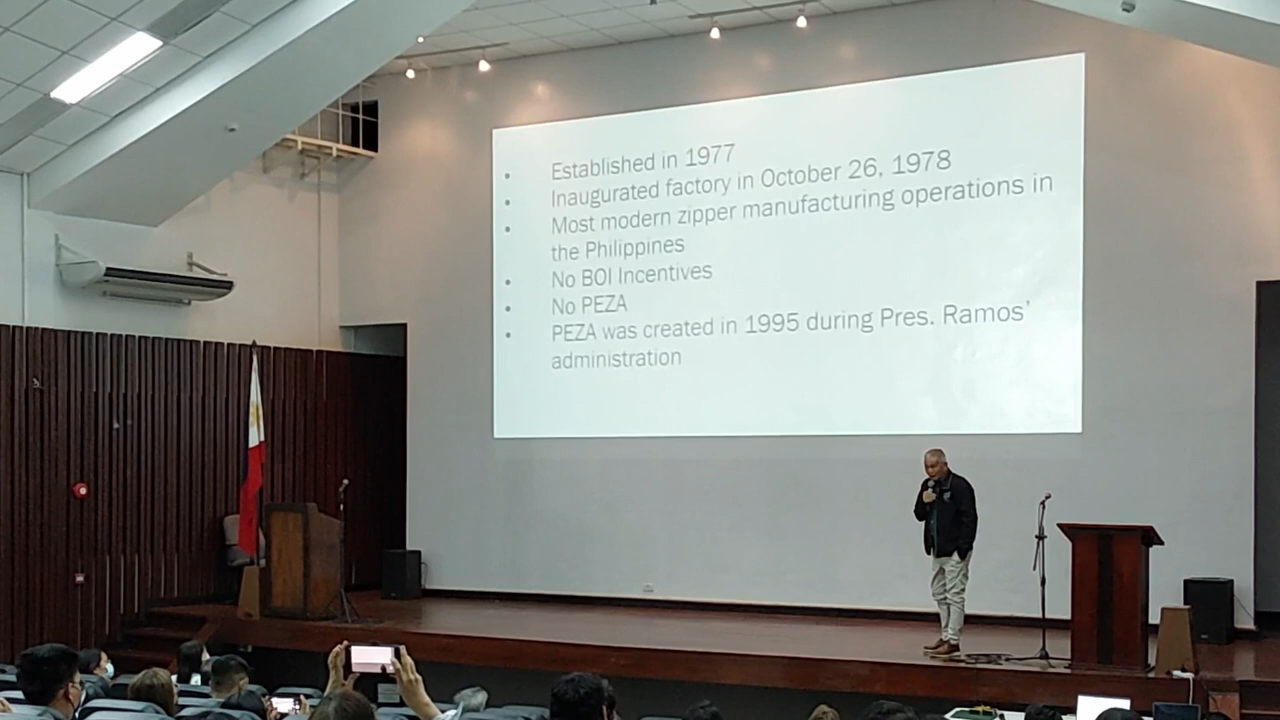 • Established in 1977
• Inaugurated factory in October 26, 1978
• Most modern zipper manufacturing operations in
the Philippines
• No BOI Incentives
• No PEZA
• PEZA was created in 1995 during Pres. Ramos'
administration